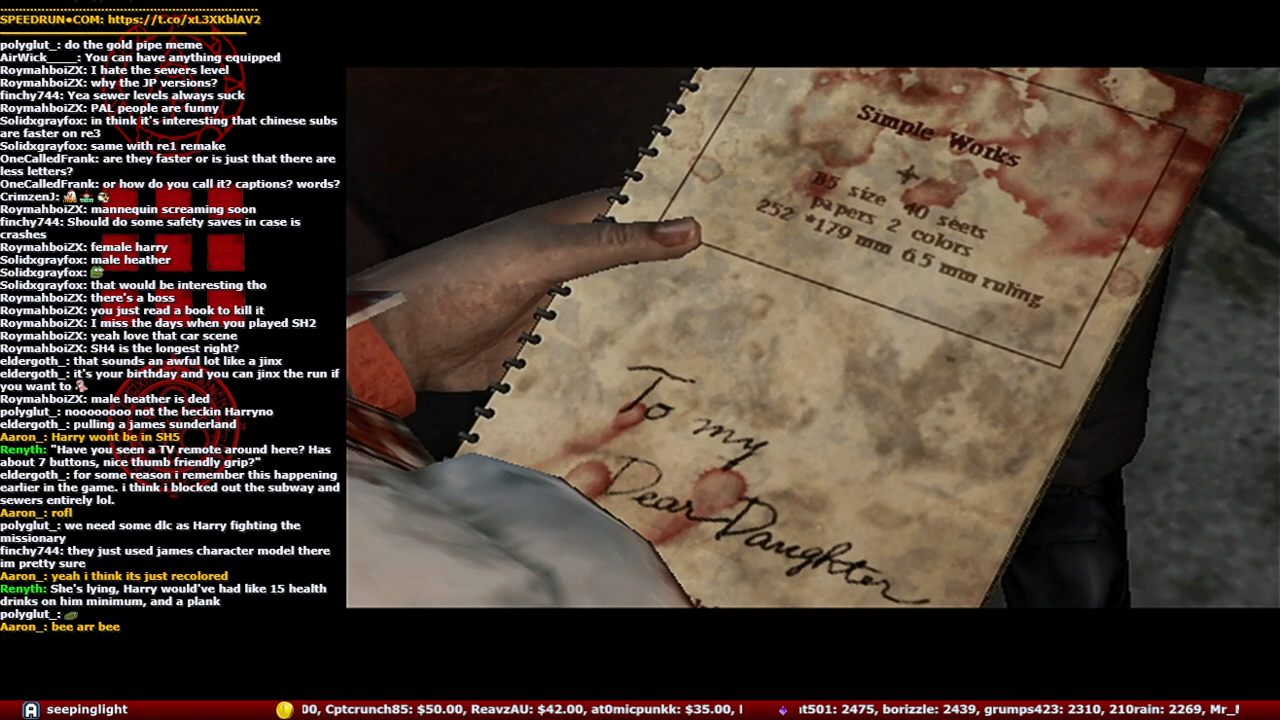 SPEEDRUN●COM: https://t.co/xL3XKblAV2
polyglut_: do the gold pipe meme
AirWick____: You can have anything equipped
RoymahboiZX: I hate the sewers level
RoymahboiZX: why the JP versions?
finchy744: Yea sewer levels always suck
RoymahboiZX: PAL people are funny
Solidxgrayfox: in think it's interesting that chinese subs
are faster on re3
Solidxgrayfox: same with re1 remake
OneCalledFrank: are they faster or is just that there are
less letters?
OneCalledFrank: or how do you call it? captions? words?
CrimzenJ:
RoymahboiZX: mannequin screaming soon
finchy744: Should do some safety saves in case is
crashes
RoymahboiZX: female harry
Solidxgrayfox: male heather
Solidxgrayfox:
Solidxgrayfox: that would be interesting tho
RoymahboiZX: there's a boss
RoymahboiZX: you just read a book to kill it
RoymahboiZX: I miss the days when you played SH2
RoymahboiZX: yeah love that car scene
RoymahboiZX: SH4 is the longest right?
eldergoth_: that sounds an awful lot like a jinx
eldergoth_: it's your birthday and you can jinx the run if
you want to
RoymahboiZX: male heather is ded
polyglut_: noooooooo not the heckin Harryno
eldergoth_: pulling a james sunderland
Aaron_: Harry wont be in SH5
Renyth: "Have you seen a TV remote around here? Has
about 7 buttons, nice thumb friendly grip?"
eldergoth_: for some reason i remember this happening
earlier in the game. i think i blocked out the subway and
sewers entirely lol.
Aaron_: rofl
polyglut_: we need some dlc as Harry fighting the
missionary
finchy744: they just used james character model there
im pretty sure
Aaron_: yeah i think its just recolored
Renyth: She's lying, Harry would've had like 15 health
drinks on him minimum, and a plank
polyglut_:
Aaron_: bee arr bee
Simple Works
B5 size 40 seets
papers 2 colors
252 *179 mm 6.5 mm ruling
To my
Dear Daughter
A seepinglight
00, Cptcrunch85: $50.00, ReavzAU: $42.00, at0micpunkk: $35.00,
t501: 2475, borizzle: 2439, grumps423: 2310, 210rain: 2269,